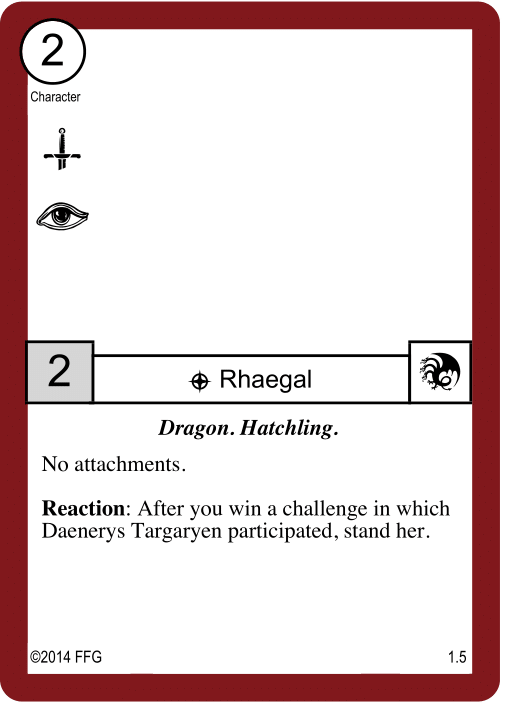 2
Character
2
Rhaegal
Dragon. Hatchling.
No attachments.
Reaction: After you win a challenge in which
Daenerys Targaryen participated, stand her.
©2014 FFG
1.5